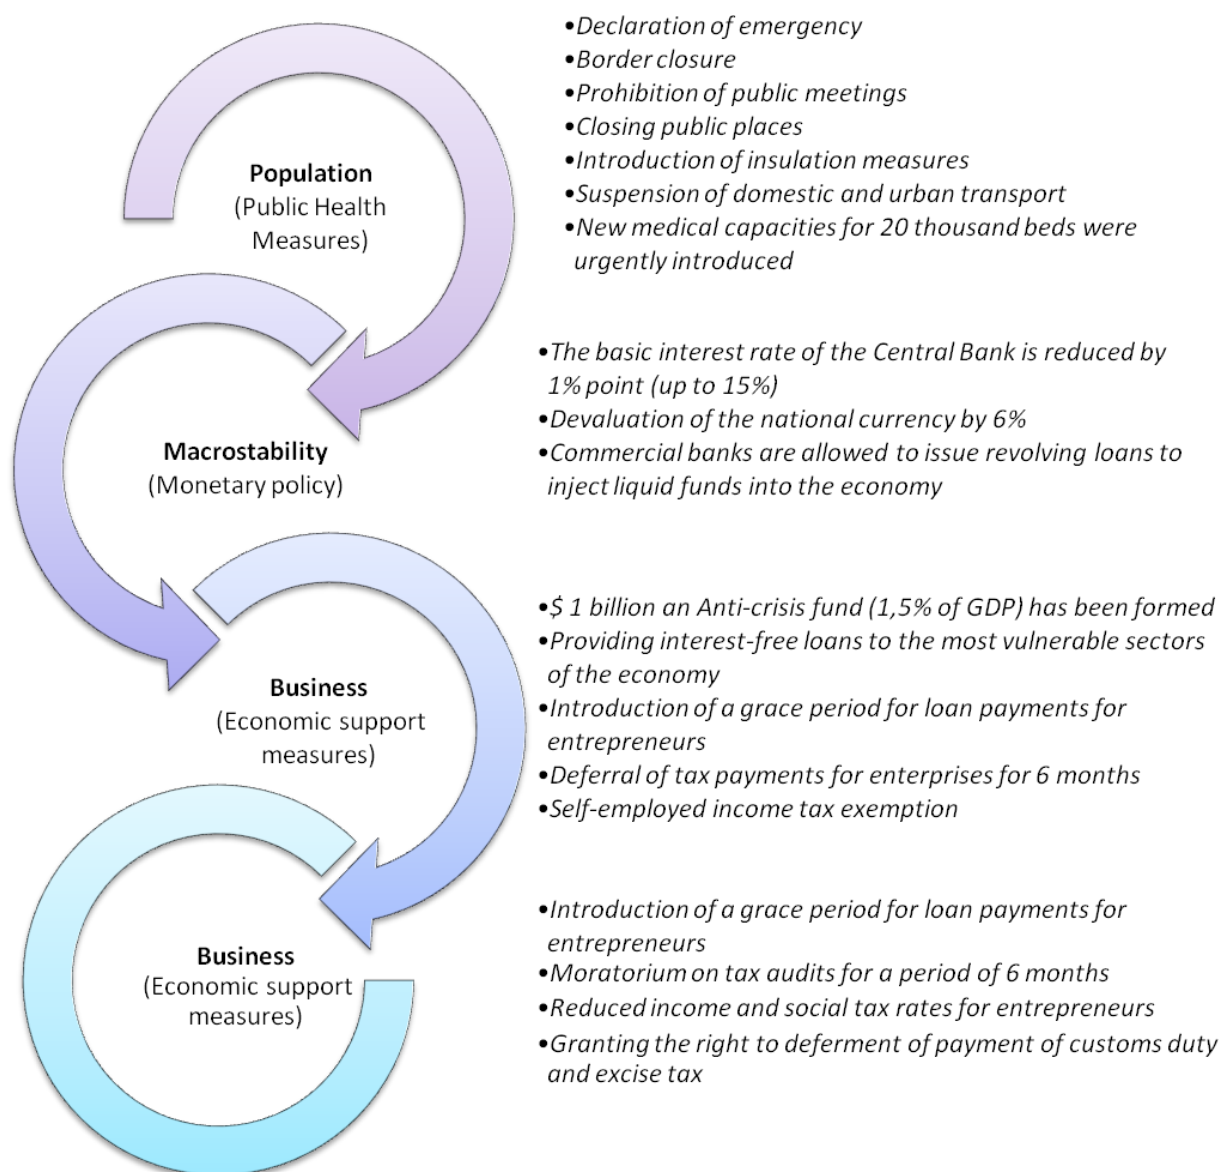 Population
(Public Health
Measures)
•Declaration of emergency
•Border closure
•Prohibition of public meetings
•Closing public places
•Introduction of insulation measures
•Suspension of domestic and urban transport
•New medical capacities for 20 thousand beds were
urgently introduced
Macrostability
(Monetary policy)
•The basic interest rate of the Central Bank is reduced by
1% point (up to 15%)
•Devaluation of the national currency by 6%
•Commercial banks are allowed to issue revolving loans to
inject liquid funds into the economy
Business
(Economic support
measures)
•$ 1 billion an Anti-crisis fund (1,5% of GDP) has been formed
•Providing interest-free loans to the most vulnerable sectors
of the economy
•Introduction of a grace period for loan payments for
entrepreneurs
•Deferral of tax payments for enterprises for 6 months
•Self-employed income tax exemption
Business
(Economic support
measures)
•Introduction of a grace period for loan payments for
entrepreneurs
•Moratorium on tax audits for a period of 6 months
•Reduced income and social tax rates for entrepreneurs
•Granting the right to deferment of payment of customs duty
and excise tax